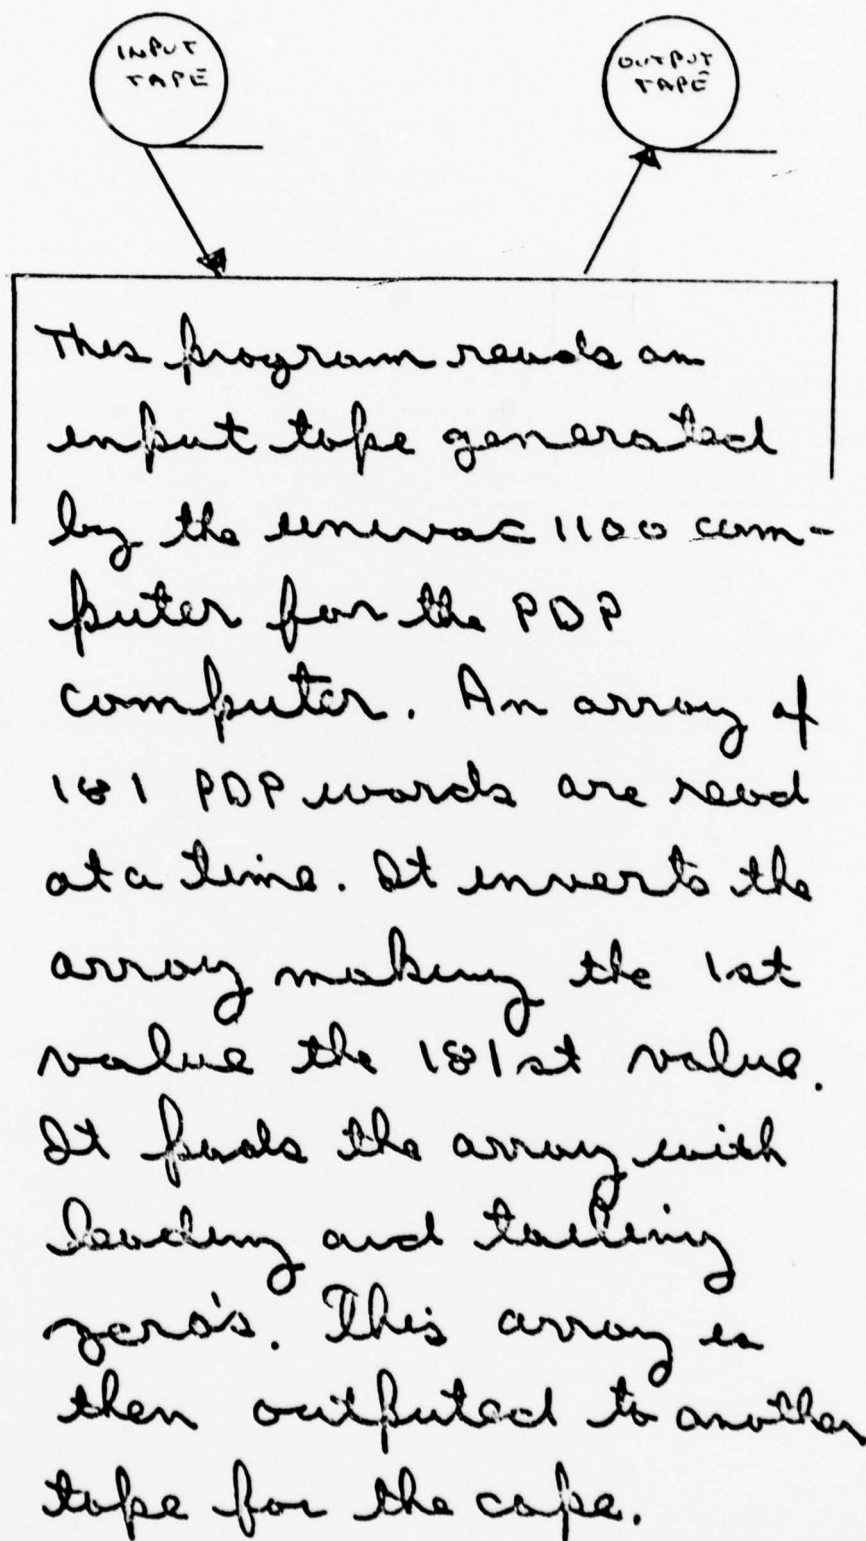 INPUT
TAPE
OUTPUT
TAPE
This program reads an
input tape generated
by the univac 1100 com-
puter for the PDP
computer. An array of
181 PDP words are read
at a time. It inverts the
array making the 1st
value the 181st value.
It pads the array with
leading and tailing
zero's. This array is
then outputed to another
tape for the cape.